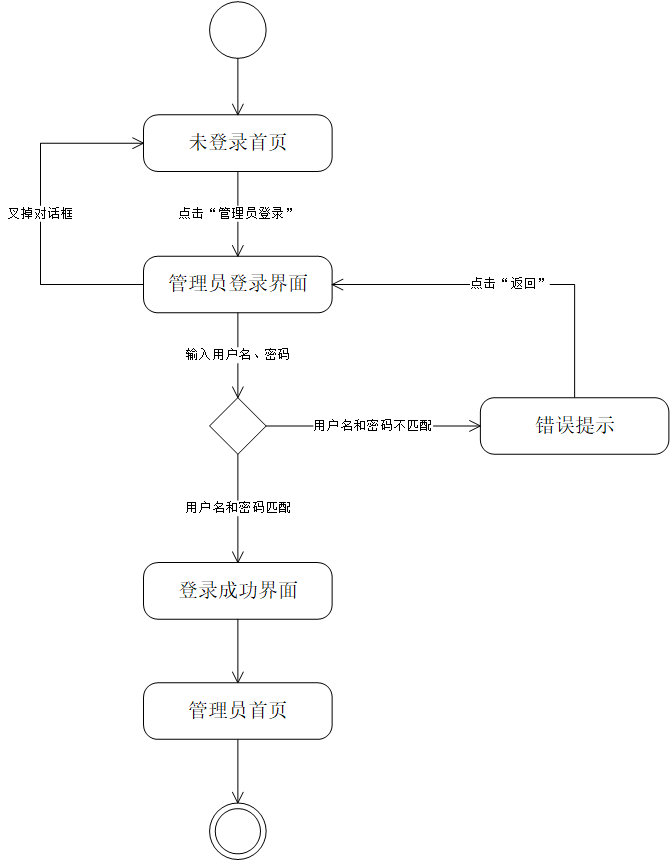 未登录首页
叉掉对话框
点击“管理员登录”
管理员登录界面
点击“返回”
输入用户名、密码
用户名和密码不匹配
错误提示
用户名和密码匹配
登录成功界面
管理员首页